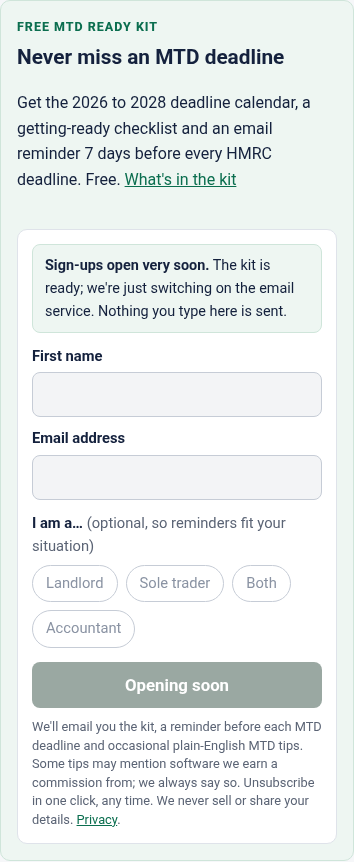 FREE MTD READY KIT
Never miss an MTD deadline
Get the 2026 to 2028 deadline calendar, a
getting-ready checklist and an email
reminder 7 days before every HMRC
deadline. Free. What's in the kit
Sign-ups open very soon. The kit is
ready; we're just switching on the email
service. Nothing you type here is sent.
First name
Email address
I am a… (optional, so reminders fit your
situation)
Landlord Sole trader Both
Accountant
Opening soon
We'll email you the kit, a reminder before each MTD
deadline and occasional plain-English MTD tips.
Some tips may mention software we earn a
commission from; we always say so. Unsubscribe
in one click, any time. We never sell or share your
details. Privacy.